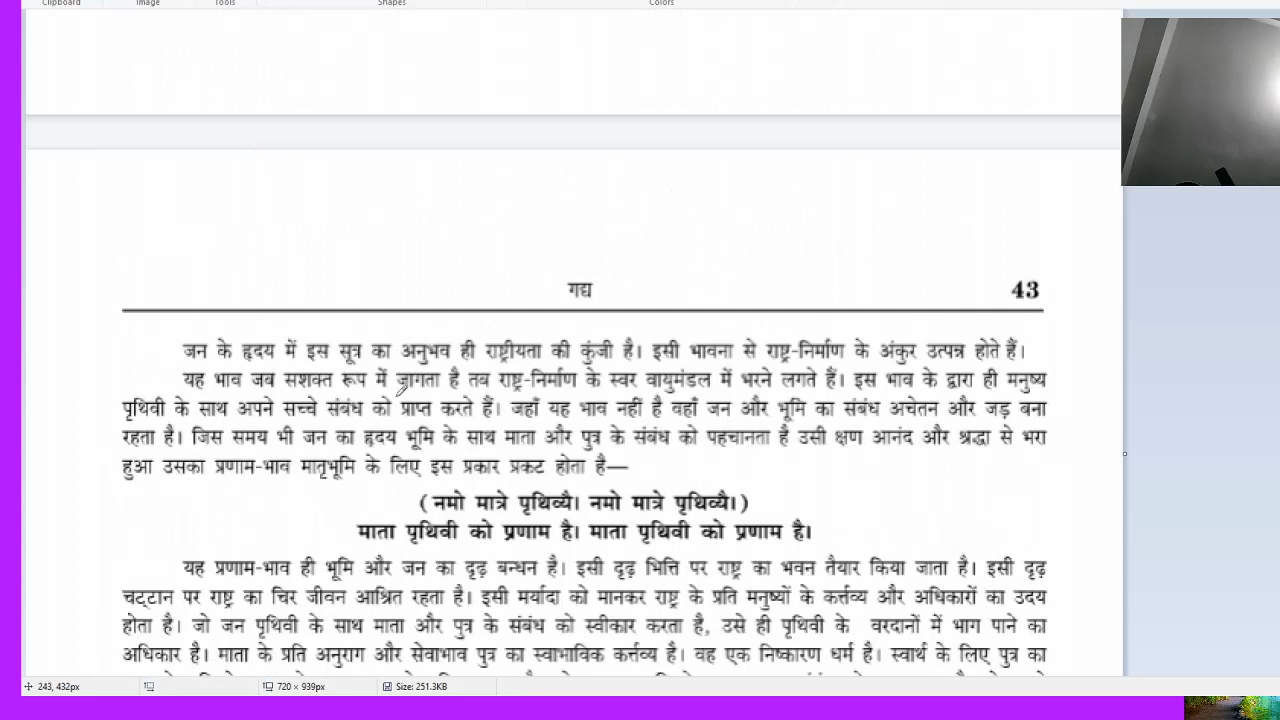 Clipboard Image Tools Shapes Colors
गद्य 43
जन के हृदय में इस सूत्र का अनुभव ही राष्ट्रीयता की कुंजी है। इसी भावना से राष्ट्र-निर्माण के अंकुर उत्पन्न होते हैं।
यह भाव जब सशक्त रूप में जागता है तब राष्ट्र-निर्माण के स्वर वायुमंडल में भरने लगते हैं। इस भाव के द्वारा ही मनुष्य
पृथिवी के साथ अपने सच्चे संबंध को प्राप्त करते हैं। जहाँ यह भाव नहीं है वहाँ जन और भूमि का संबंध अचेतन और जड़ बना
रहता है। जिस समय भी जन का हृदय भूमि के साथ माता और पुत्र के संबंध को पहचानता है उसी क्षण आनंद और श्रद्धा से भरा
हुआ उसका प्रणाम-भाव मातृभूमि के लिए इस प्रकार प्रकट होता है—
(नमो मात्रे पृथिव्यै। नमो मात्रे पृथिव्यै।)
माता पृथिवी को प्रणाम है। माता पृथिवी को प्रणाम है।
यह प्रणाम-भाव ही भूमि और जन का दृढ़ बन्धन है। इसी दृढ़ भित्ति पर राष्ट्र का भवन तैयार किया जाता है। इसी दृढ़
चट्टान पर राष्ट्र का चिर जीवन आश्रित रहता है। इसी मर्यादा को मानकर राष्ट्र के प्रति मनुष्यों के कर्त्तव्य और अधिकारों का उदय
होता है। जो जन पृथिवी के साथ माता और पुत्र के संबंध को स्वीकार करता है, उसे ही पृथिवी के वरदानों में भाग पाने का
अधिकार है। माता के प्रति अनुराग और सेवाभाव पुत्र का स्वाभाविक कर्त्तव्य है। वह एक निष्कारण धर्म है। स्वार्थ के लिए पुत्र का
243, 432px 720 × 939px Size: 251.3KB